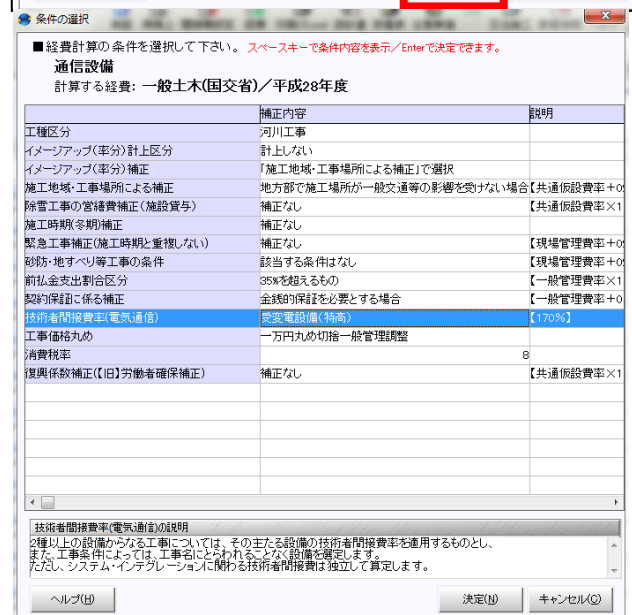 条件の選択
■経費計算の条件を選択して下さい。 スペースキーで条件内容を表示／Enterで決定できます。
通信設備
計算する経費: 一般土木(国交省)／平成28年度
補正内容 説明
工種区分 河川工事
イメージアップ(率分)計上区分 計上しない
イメージアップ(率分)補正 「施工地域・工事場所による補正」で選択
施工地域・工事場所による補正 地方部で施工場所が一般交通等の影響を受けない場合 【共通仮設費率＋0
除雪工事の営繕費補正(施設貸与) 補正なし 【共通仮設費率×1
施工時期(冬期)補正 補正なし
緊急工事補正(施工時期と重複しない) 補正なし 【現場管理費率＋0
砂防・地すべり等工事の条件 該当する条件はなし 【現場管理費率＋0
前払金支出割合区分 35%を超えるもの 【一般管理費率×1
契約保証に係る補正 金銭的保証を必要とする場合 【一般管理費率＋0
技術者間接費率(電気通信) 受変電設備(特高) 【170%】
工事価格丸め 一万円丸め切捨一般管理調整
消費税率 8
復興係数補正(【旧】労働者確保補正) 補正なし 【共通仮設費率×1
技術者間接費率(電気通信)の説明
2種以上の設備からなる工事については、その主たる設備の技術者間接費率を適用するものとし、
また、工事条件によっては、工事名にとらわれることなく設備を選定します。
ただし、システム・インテグレーションに関わる技術者間接費は独立して算定します。
ヘルプ(H) 決定(N) キャンセル(C)